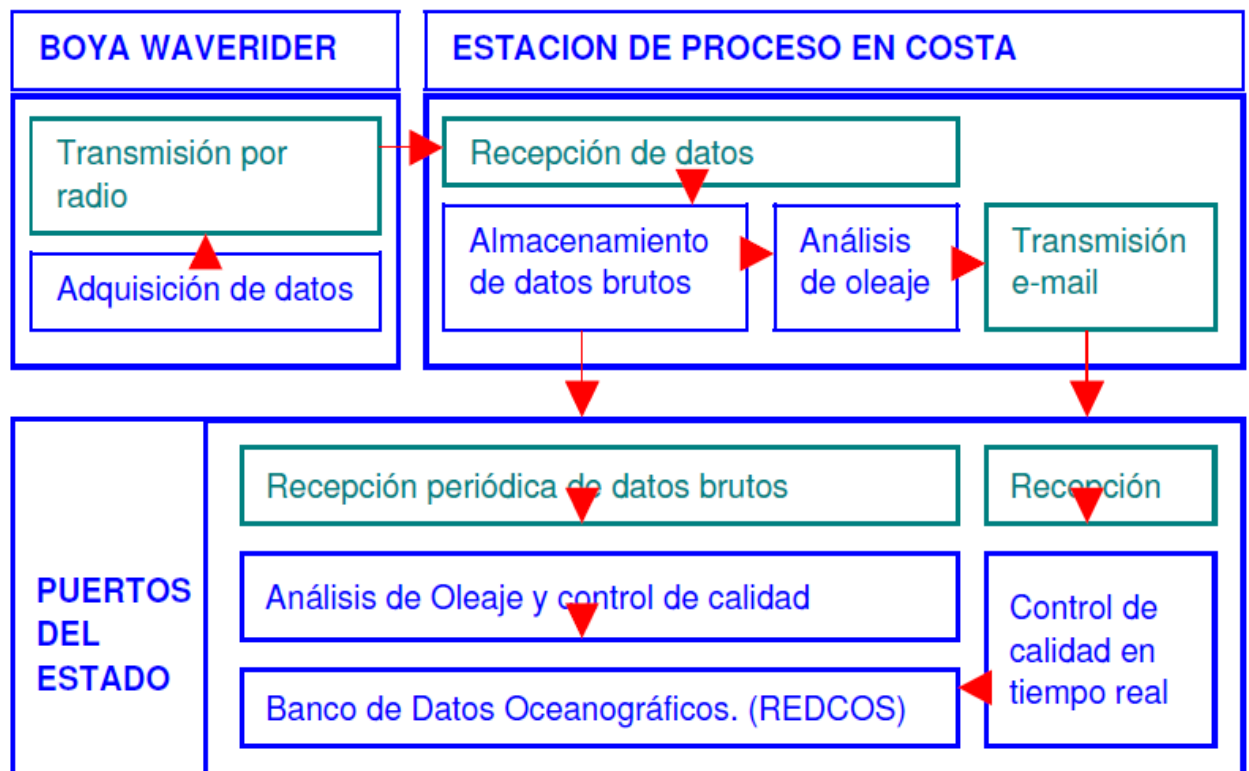 BOYA WAVERIDER
ESTACION DE PROCESO EN COSTA
Transmisión por
radio
Adquisición de datos
Recepción de datos
Almacenamiento
de datos brutos
Análisis
de oleaje
Transmisión
e-mail
PUERTOS
DEL
ESTADO
Recepción periódica de datos brutos
Recepción
Análisis de Oleaje y control de calidad
Control de
calidad en
tiempo real
Banco de Datos Oceanográficos. (REDCOS)